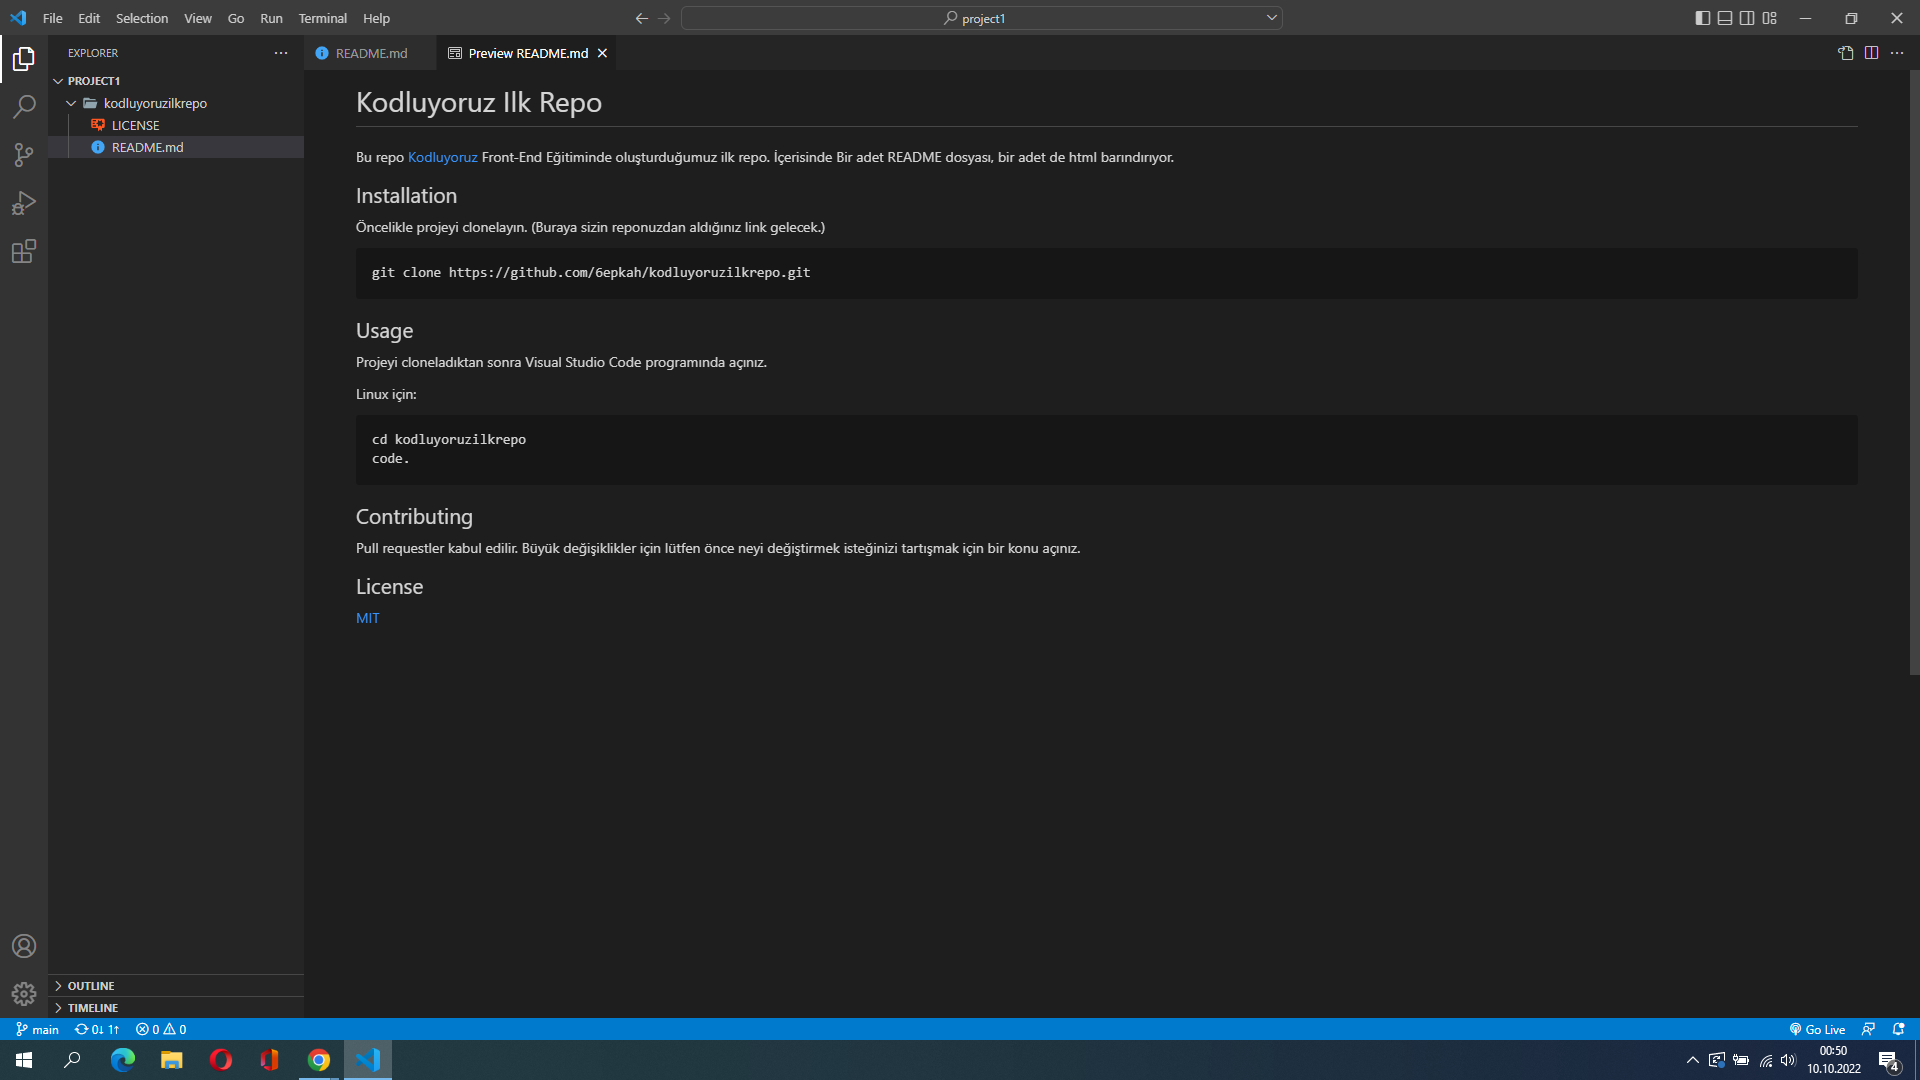 File Edit Selection View Go Run Terminal Help
project1
EXPLORER
PROJECT1
kodluyoruzilkrepo
LICENSE
README.md
OUTLINE
TIMELINE
README.md
Preview README.md
Kodluyoruz Ilk Repo
Bu repo Kodluyoruz Front-End Eğitiminde oluşturduğumuz ilk repo. İçerisinde Bir adet README dosyası, bir adet de html barındırıyor.
Installation
Öncelikle projeyi clonelayın. (Buraya sizin reponuzdan aldığınız link gelecek.)
git clone https://github.com/6epkah/kodluyoruzilkrepo.git
Usage
Projeyi cloneladıktan sonra Visual Studio Code programında açınız.
Linux için:
cd kodluyoruzilkrepo
code.
Contributing
Pull requestler kabul edilir. Büyük değişiklikler için lütfen önce neyi değiştirmek isteğinizi tartışmak için bir konu açınız.
License
MIT
main 0↓ 1↑ 0 0
Go Live
00:50
10.10.2022
4